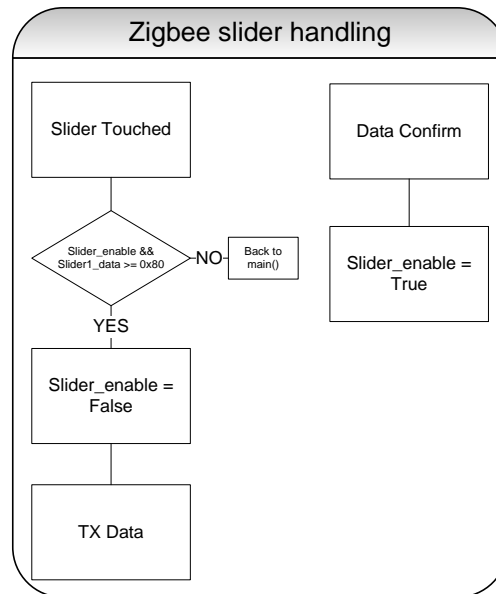 Zigbee slider handling
Slider Touched
Slider_enable &&
Slider1_data >= 0x80
NO
Back to
main()
YES
Slider_enable =
False
TX Data
Data Confirm
Slider_enable =
True